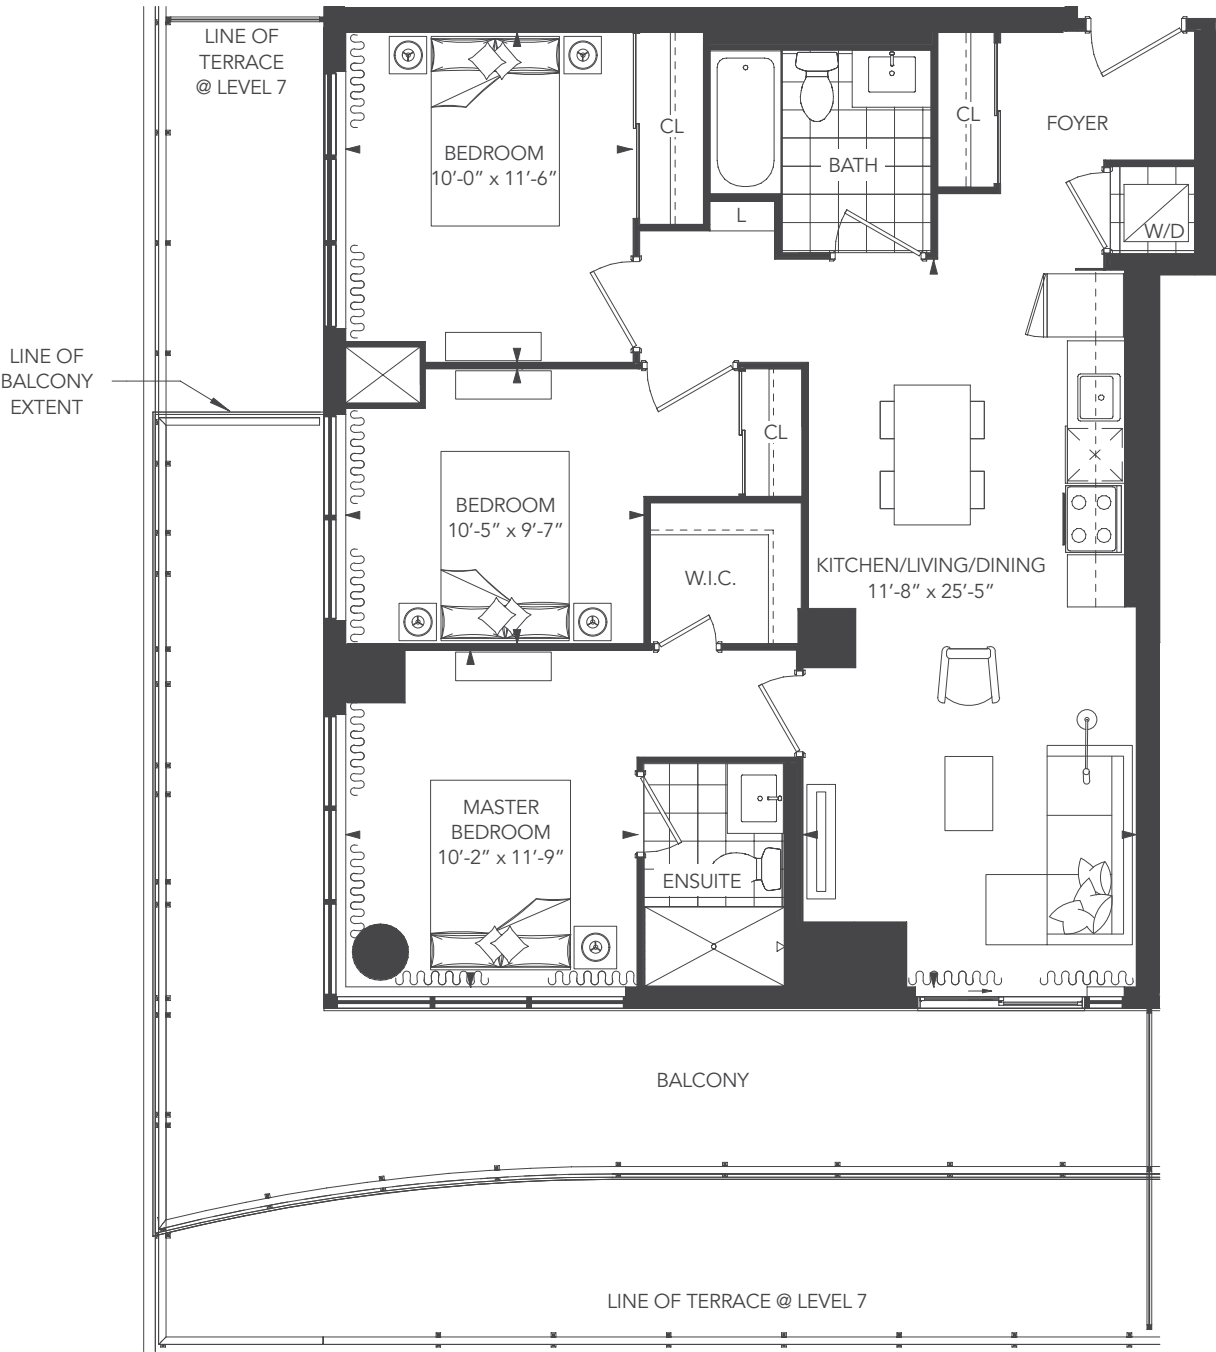 LINE OF
TERRACE
@ LEVEL 7
BEDROOM
10'-0” x 11'-6”
CL
BATH
L
CL
FOYER
W/D
LINE OF
BALCONY
EXTENT
BEDROOM
10'-5” x 9'-7”
CL
W.I.C.
KITCHEN/LIVING/DINING
11'-8” x 25'-5”
MASTER
BEDROOM
10'-2” x 11'-9”
ENSUITE
BALCONY
LINE OF TERRACE @ LEVEL 7